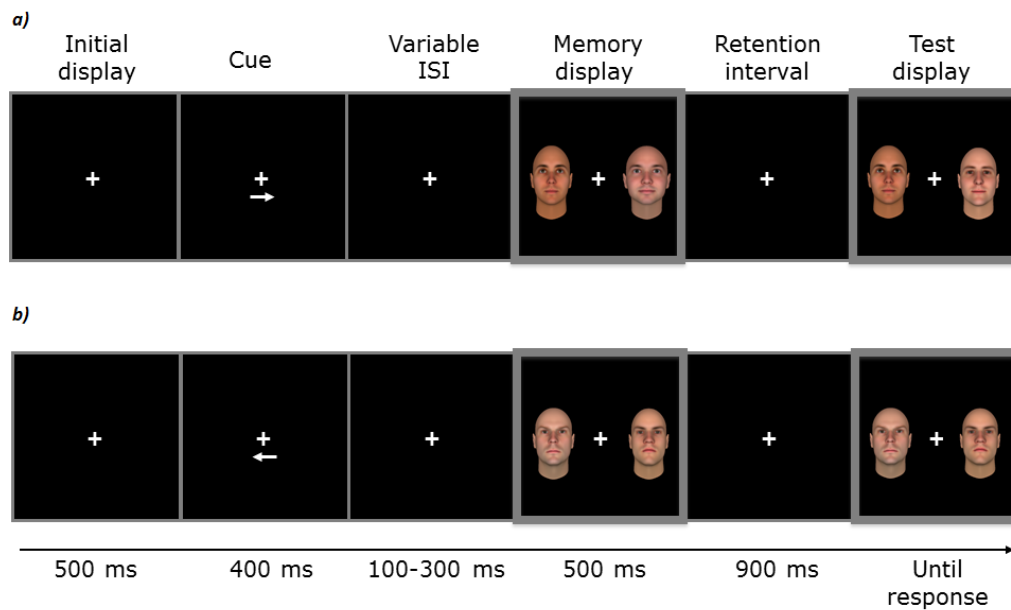 a)
Initial display
Cue
Variable ISI
Memory display
Retention interval
Test display
b)
500 ms
400 ms
100-300 ms
500 ms
900 ms
Until response